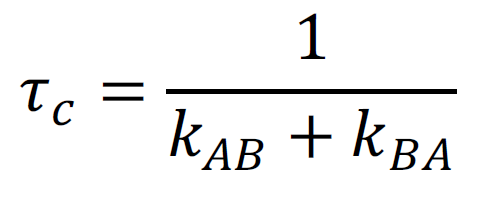 τ_c = 1 / (k_AB + k_BA)